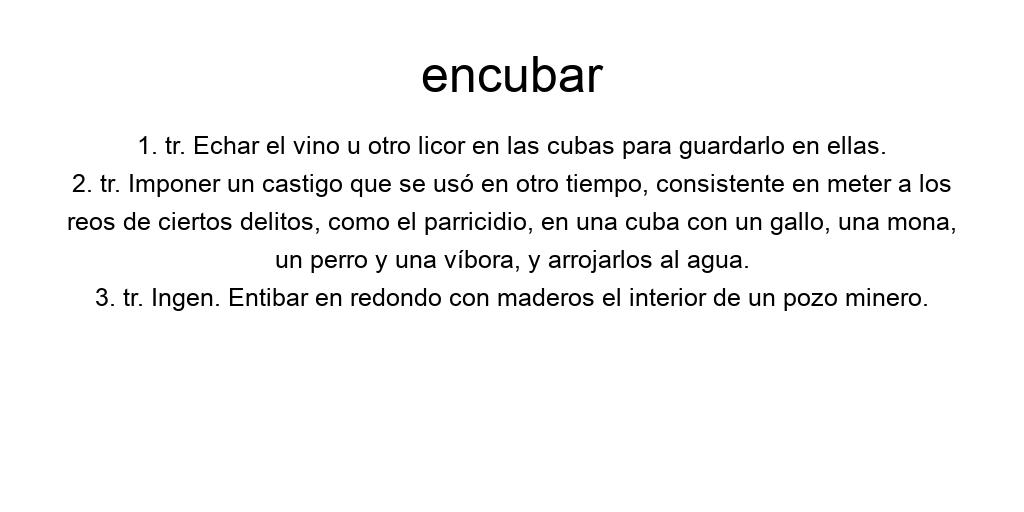 encubar
1. tr. Echar el vino u otro licor en las cubas para guardarlo en ellas.
2. tr. Imponer un castigo que se usó en otro tiempo, consistente en meter a los
reos de ciertos delitos, como el parricidio, en una cuba con un gallo, una mona,
un perro y una víbora, y arrojarlos al agua.
3. tr. Ingen. Entibar en redondo con maderos el interior de un pozo minero.